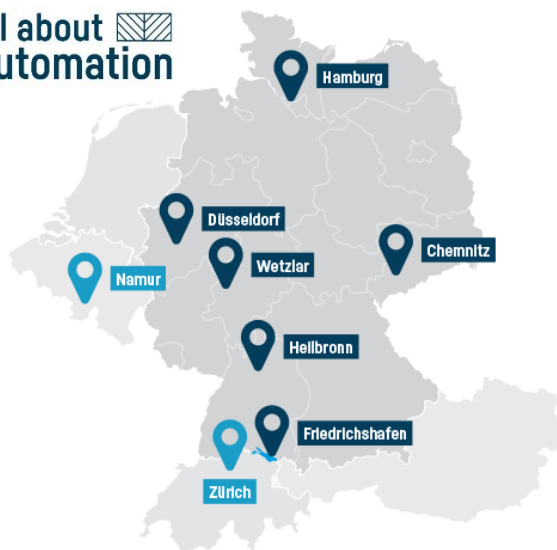 l about
utomation
Hamburg
Düsseldorf
Chemnitz
Wetzlar
Namur
Heilbronn
Friedrichshafen
Zürich